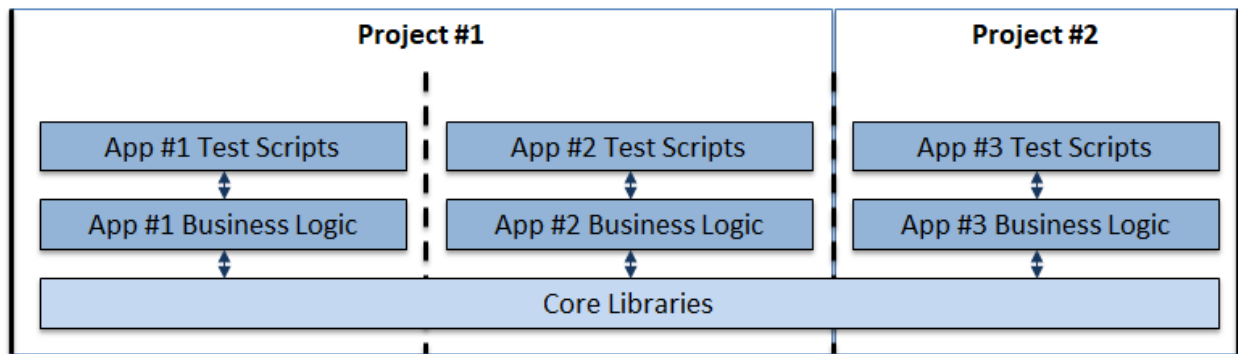 Project #1
Project #2
App #1 Test Scripts
App #2 Test Scripts
App #3 Test Scripts
App #1 Business Logic
App #2 Business Logic
App #3 Business Logic
Core Libraries